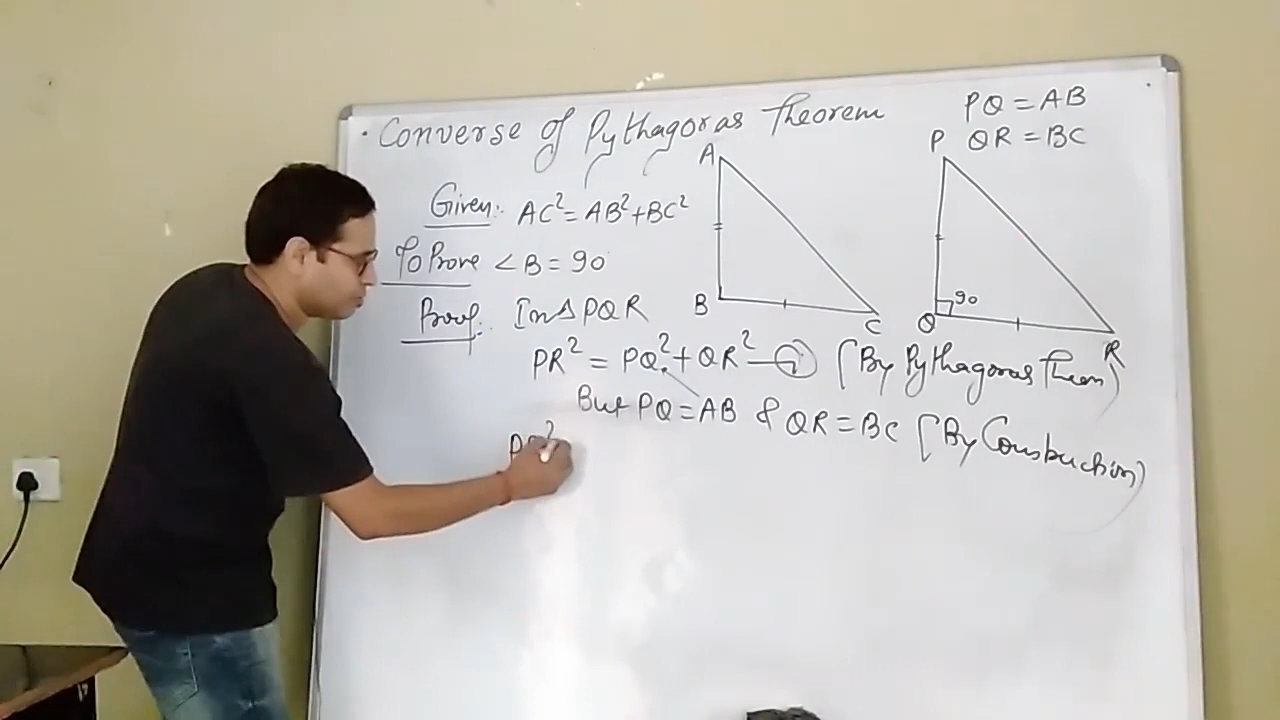 Converse of Pythagoras Theorem
PQ = AB
QR = BC
Given: AC² = AB² + BC²
To Prove ∠B = 90°
Proof: In Δ PQR
PR² = PQ² + QR² — (i) (By Pythagoras Them)
But PQ = AB & QR = BC (By Construction)
A
B
C
P
Q
90
R